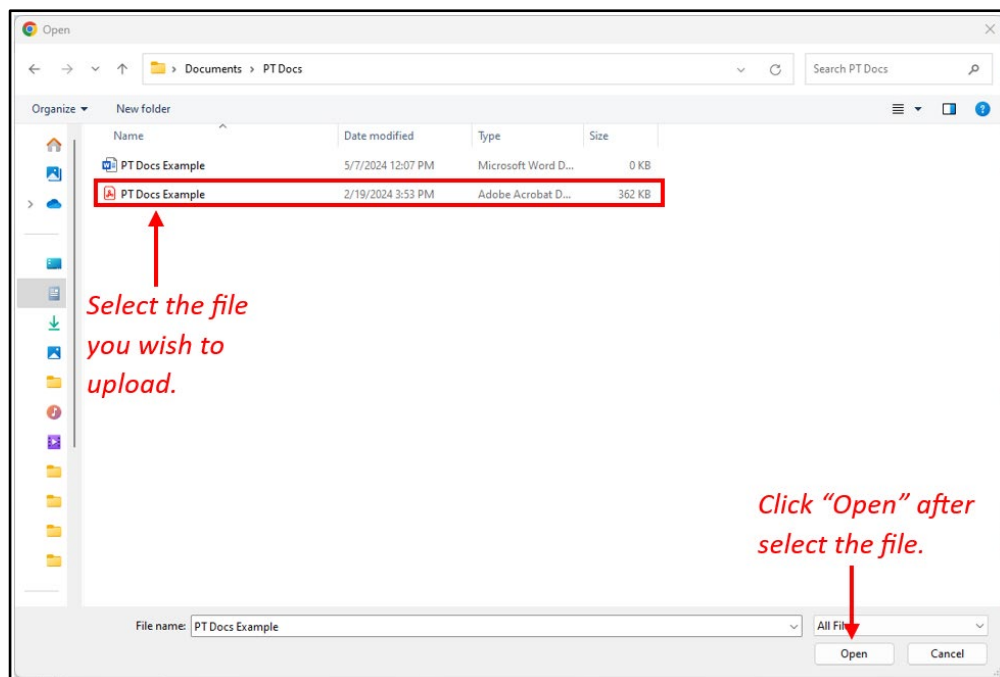 Open
Documents > PT Docs
Search PT Docs
Organize
New folder
Name
Date modified
Type
Size
PT Docs Example
5/7/2024 12:07 PM
Microsoft Word D...
0 KB
PT Docs Example
2/19/2024 3:53 PM
Adobe Acrobat D...
362 KB
Select the file
you wish to
upload.
Click “Open” after
select the file.
File name:
PT Docs Example
All Fil
Open
Cancel